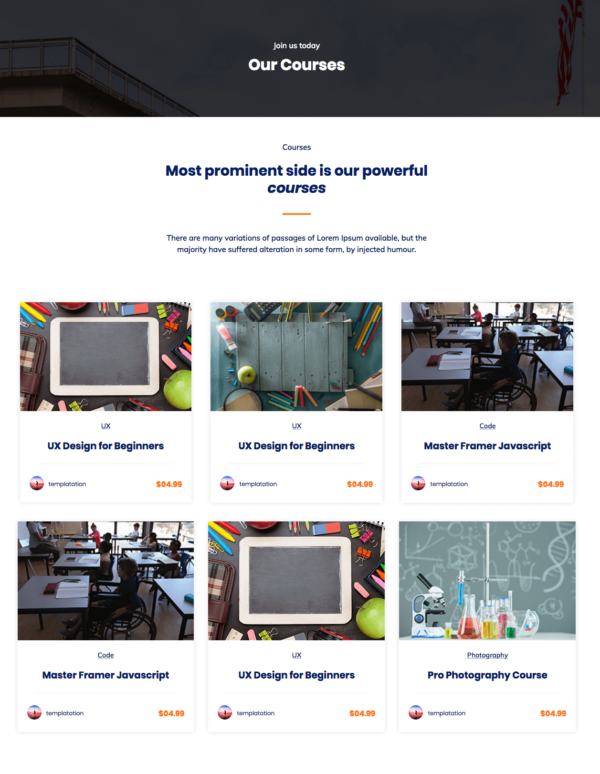 Join us today
Our Courses
Courses
Most prominent side is our powerful
courses
There are many variations of passages of Lorem Ipsum available, but the
majority have suffered alteration in some form, by injected humour.
UX
UX Design for Beginners
templatation $04.99
UX
UX Design for Beginners
templatation $04.99
Code
Master Framer Javascript
templatation $04.99
Code
Master Framer Javascript
templatation $04.99
UX
UX Design for Beginners
templatation $04.99
Photography
Pro Photography Course
templatation $04.99